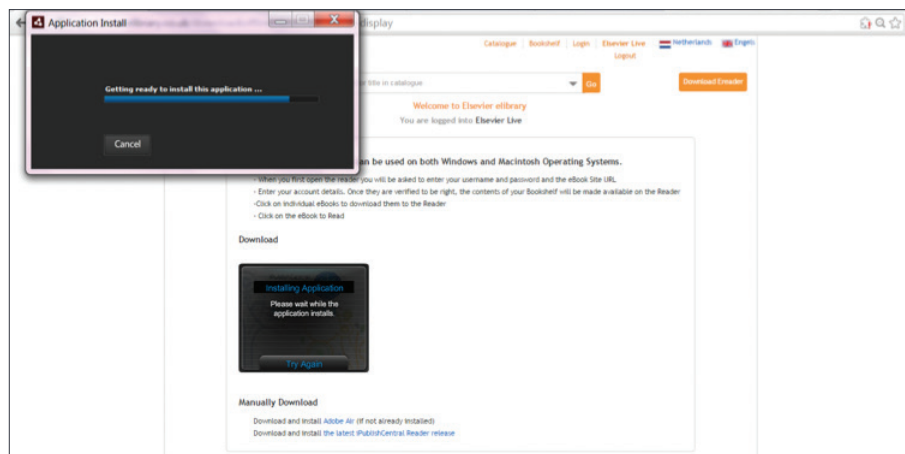 Application Install
display
Getting ready to install this application ...
Cancel
Catalogue | Bookshelf | Login | Elsevier Live
Logout
Netherlands
Engels
title in catalogue
Go
Download Ereader
Welcome to Elsevier elibrary
You are logged into Elsevier Live
an be used on both Windows and Macintosh Operating Systems.
- When you first open the reader you will be asked to enter your username and password and the eBook Site URL
- Enter your account details. Once they are verified to be right, the contents of your Bookshelf will be made available on the Reader
-Click on individual eBooks to download them to the Reader
- Click on the eBook to Read
Download
Installing Application
Please wait while the
application installs.
Try Again
Manually Download
Download and install Adobe Air (if not already installed)
Download and install the latest iPublishCentral Reader release